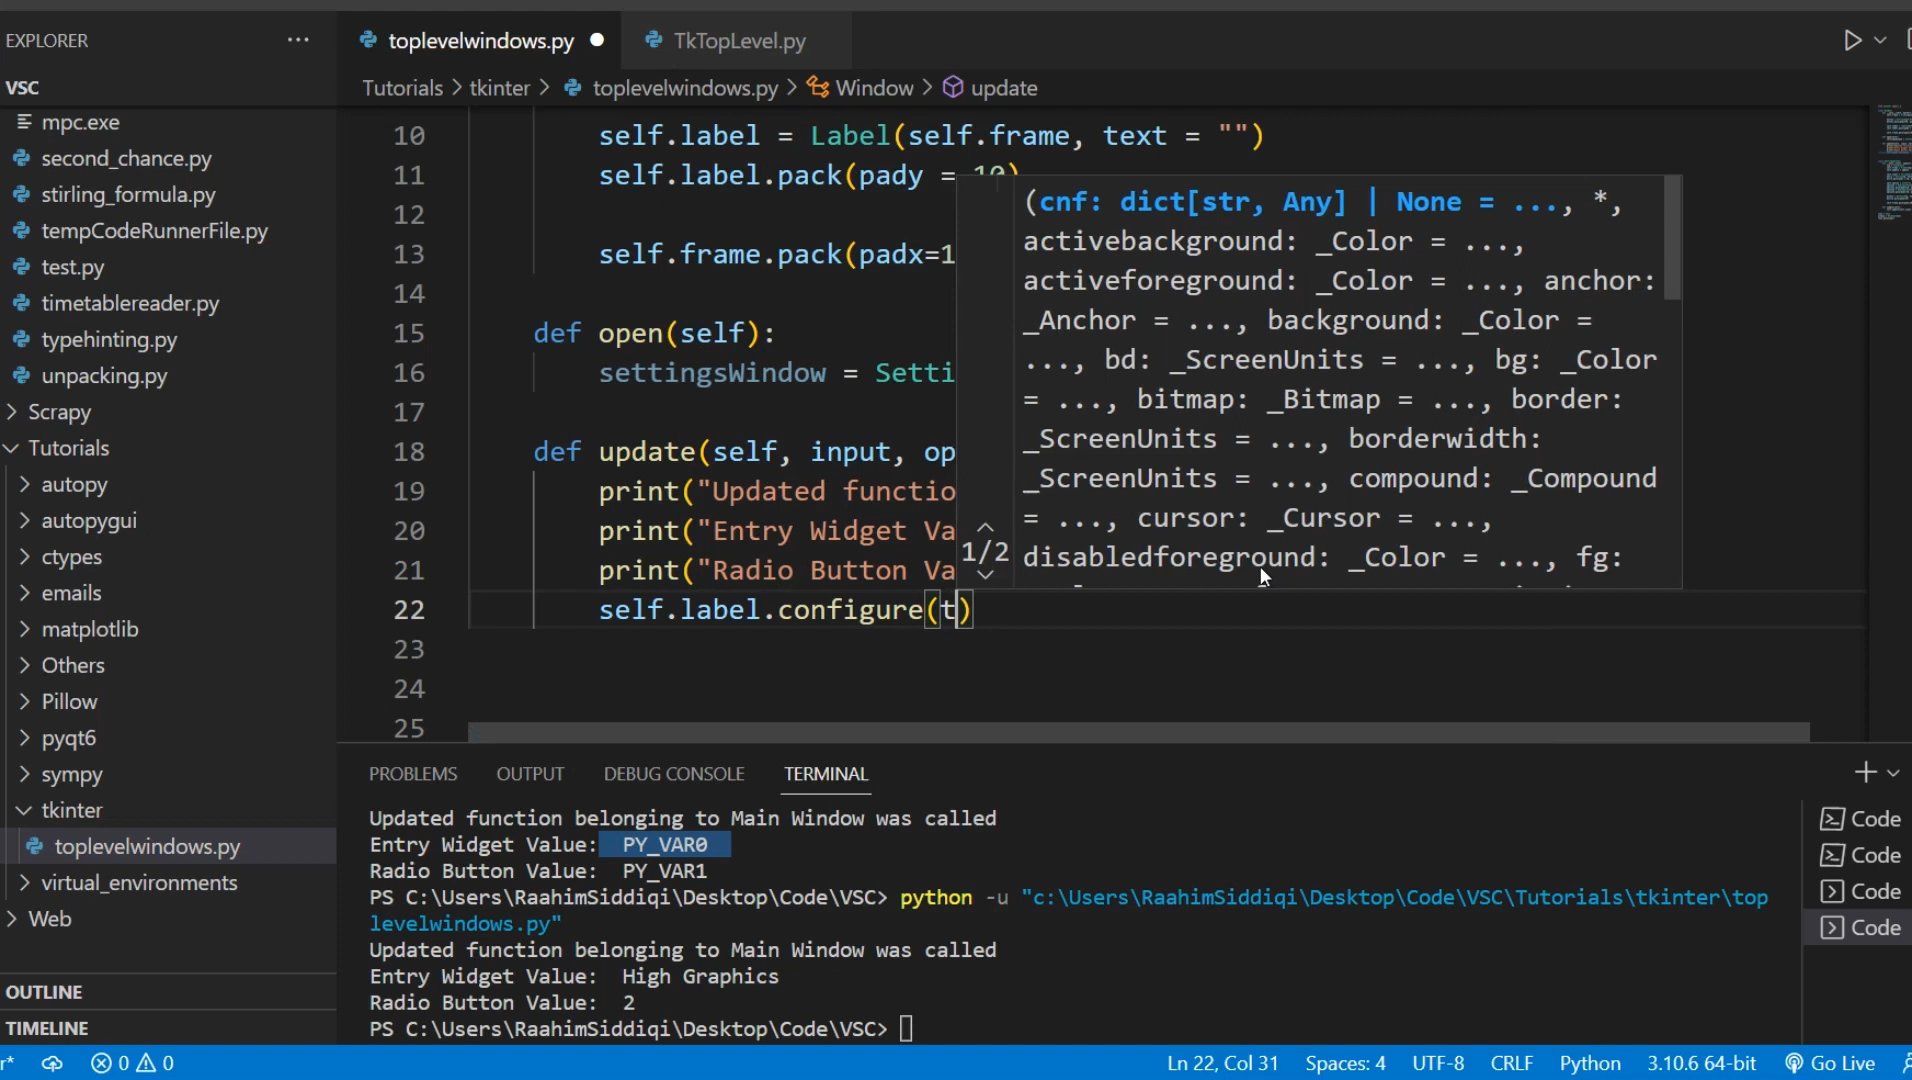 EXPLORER
toplevelwindows.py
TkTopLevel.py
VSC
Tutorials > tkinter > toplevelwindows.py > Window > update
mpc.exe
second_chance.py
stirling_formula.py
tempCodeRunnerFile.py
test.py
timetablereader.py
typehinting.py
unpacking.py
Scrapy
Tutorials
autopy
autopygui
ctypes
emails
matplotlib
Others
Pillow
pyqt6
sympy
tkinter
toplevelwindows.py
virtual_environments
Web
OUTLINE
TIMELINE
10 self.label = Label(self.frame, text = "")
11 self.label.pack(pady = 10)
12
13 self.frame.pack(padx=1
14
15 def open(self):
16 settingsWindow = Setti
17
18 def update(self, input, op
19 print("Updated functio
20 print("Entry Widget Va
21 print("Radio Button Va
22 self.label.configure(t)
23
24
25
(cnf: dict[str, Any] | None = ..., *,
activebackground: _Color = ...,
activeforeground: _Color = ..., anchor:
_Anchor = ..., background: _Color =
..., bd: _ScreenUnits = ..., bg: _Color
= ..., bitmap: _Bitmap = ..., border:
_ScreenUnits = ..., borderwidth:
_ScreenUnits = ..., compound: _Compound
= ..., cursor: _Cursor = ...,
disabledforeground: _Color = ..., fg:
1/2
PROBLEMS OUTPUT DEBUG CONSOLE TERMINAL
Updated function belonging to Main Window was called
Entry Widget Value: PY_VAR0
Radio Button Value: PY_VAR1
PS C:\Users\RaahimSiddiqi\Desktop\Code\VSC> python -u "c:\Users\RaahimSiddiqi\Desktop\Code\VSC\Tutorials\tkinter\top
levelwindows.py"
Updated function belonging to Main Window was called
Entry Widget Value: High Graphics
Radio Button Value: 2
PS C:\Users\RaahimSiddiqi\Desktop\Code\VSC>
Code
Code
Code
Code
r* 0 0 Ln 22, Col 31 Spaces: 4 UTF-8 CRLF Python 3.10.6 64-bit Go Live